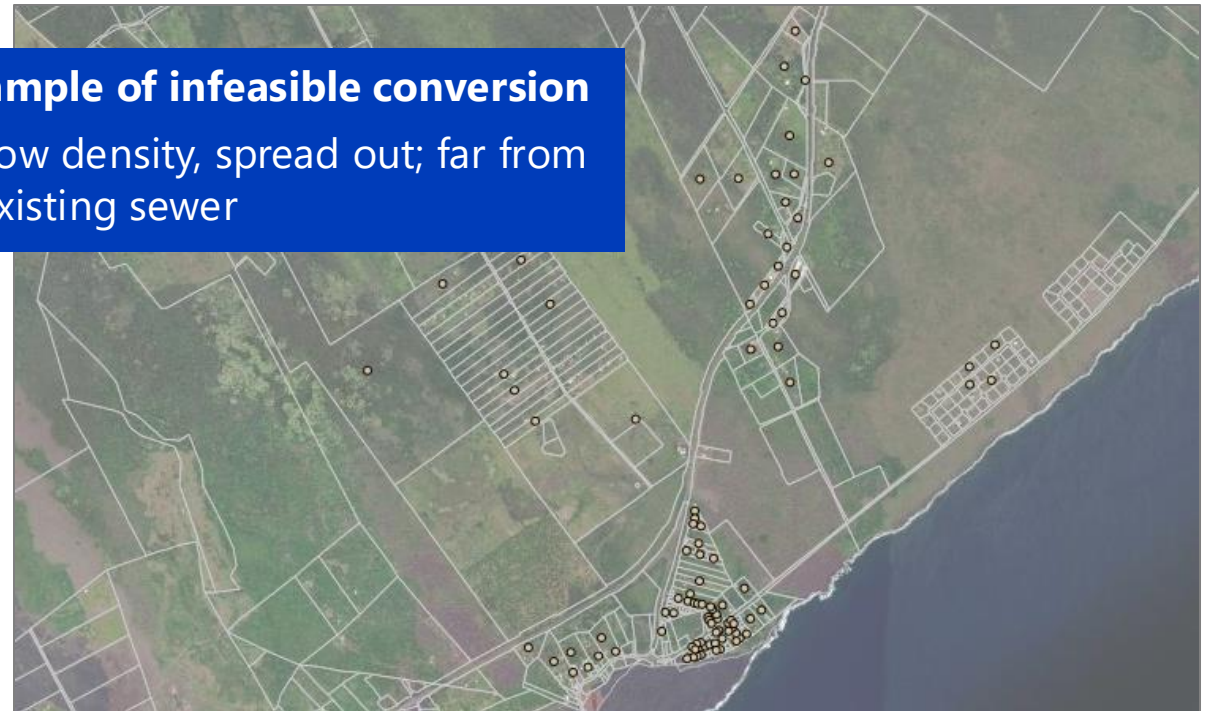 ample of infeasible conversion
ow density, spread out; far from
xisting sewer